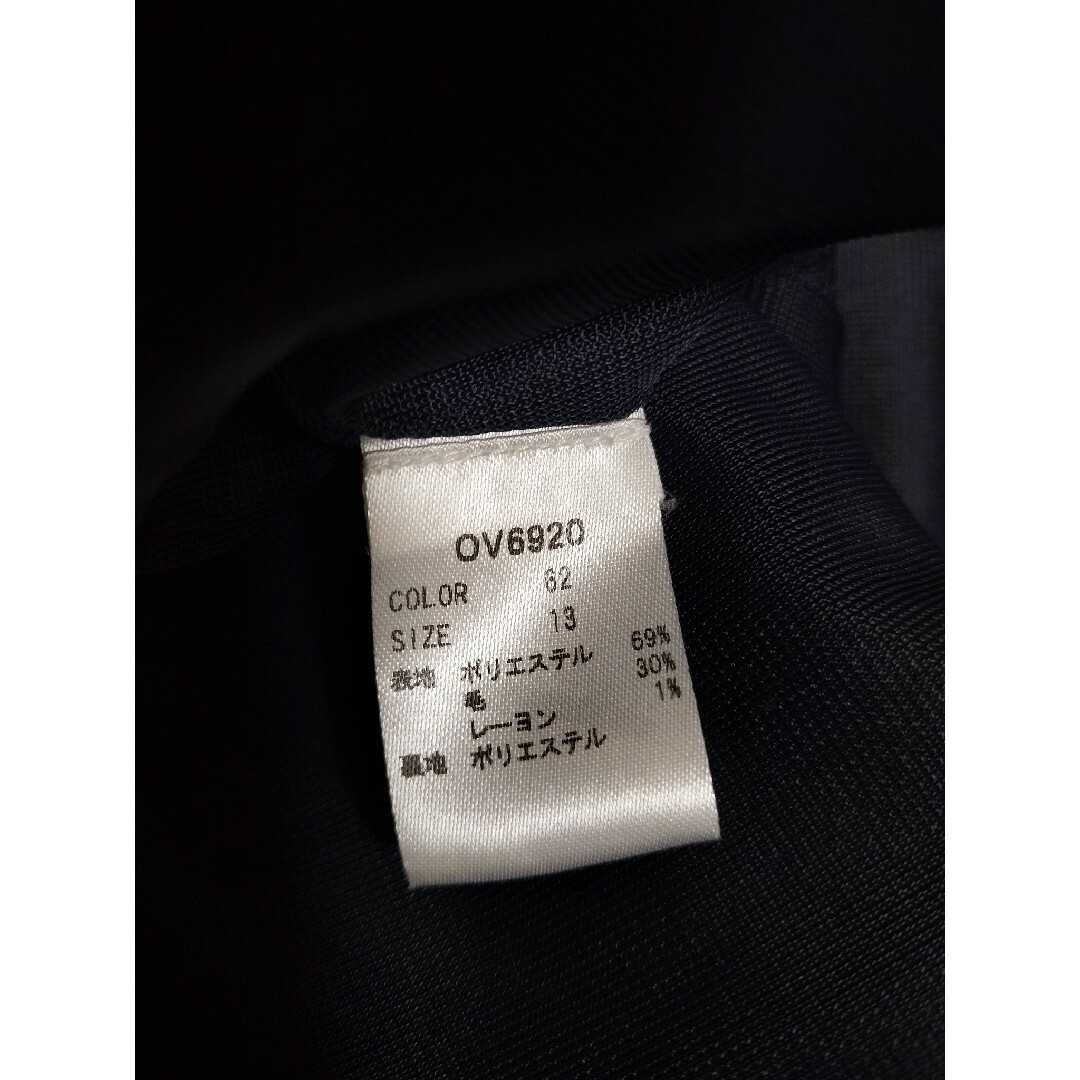 OV6920
COLOR 62
SIZE 13
表地 ポリエステル 69%
毛 30%
レーヨン 1%
裏地 ポリエステル